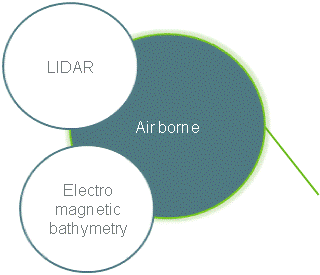 LIDAR
Airborne
Electro
magnetic
bathymetry